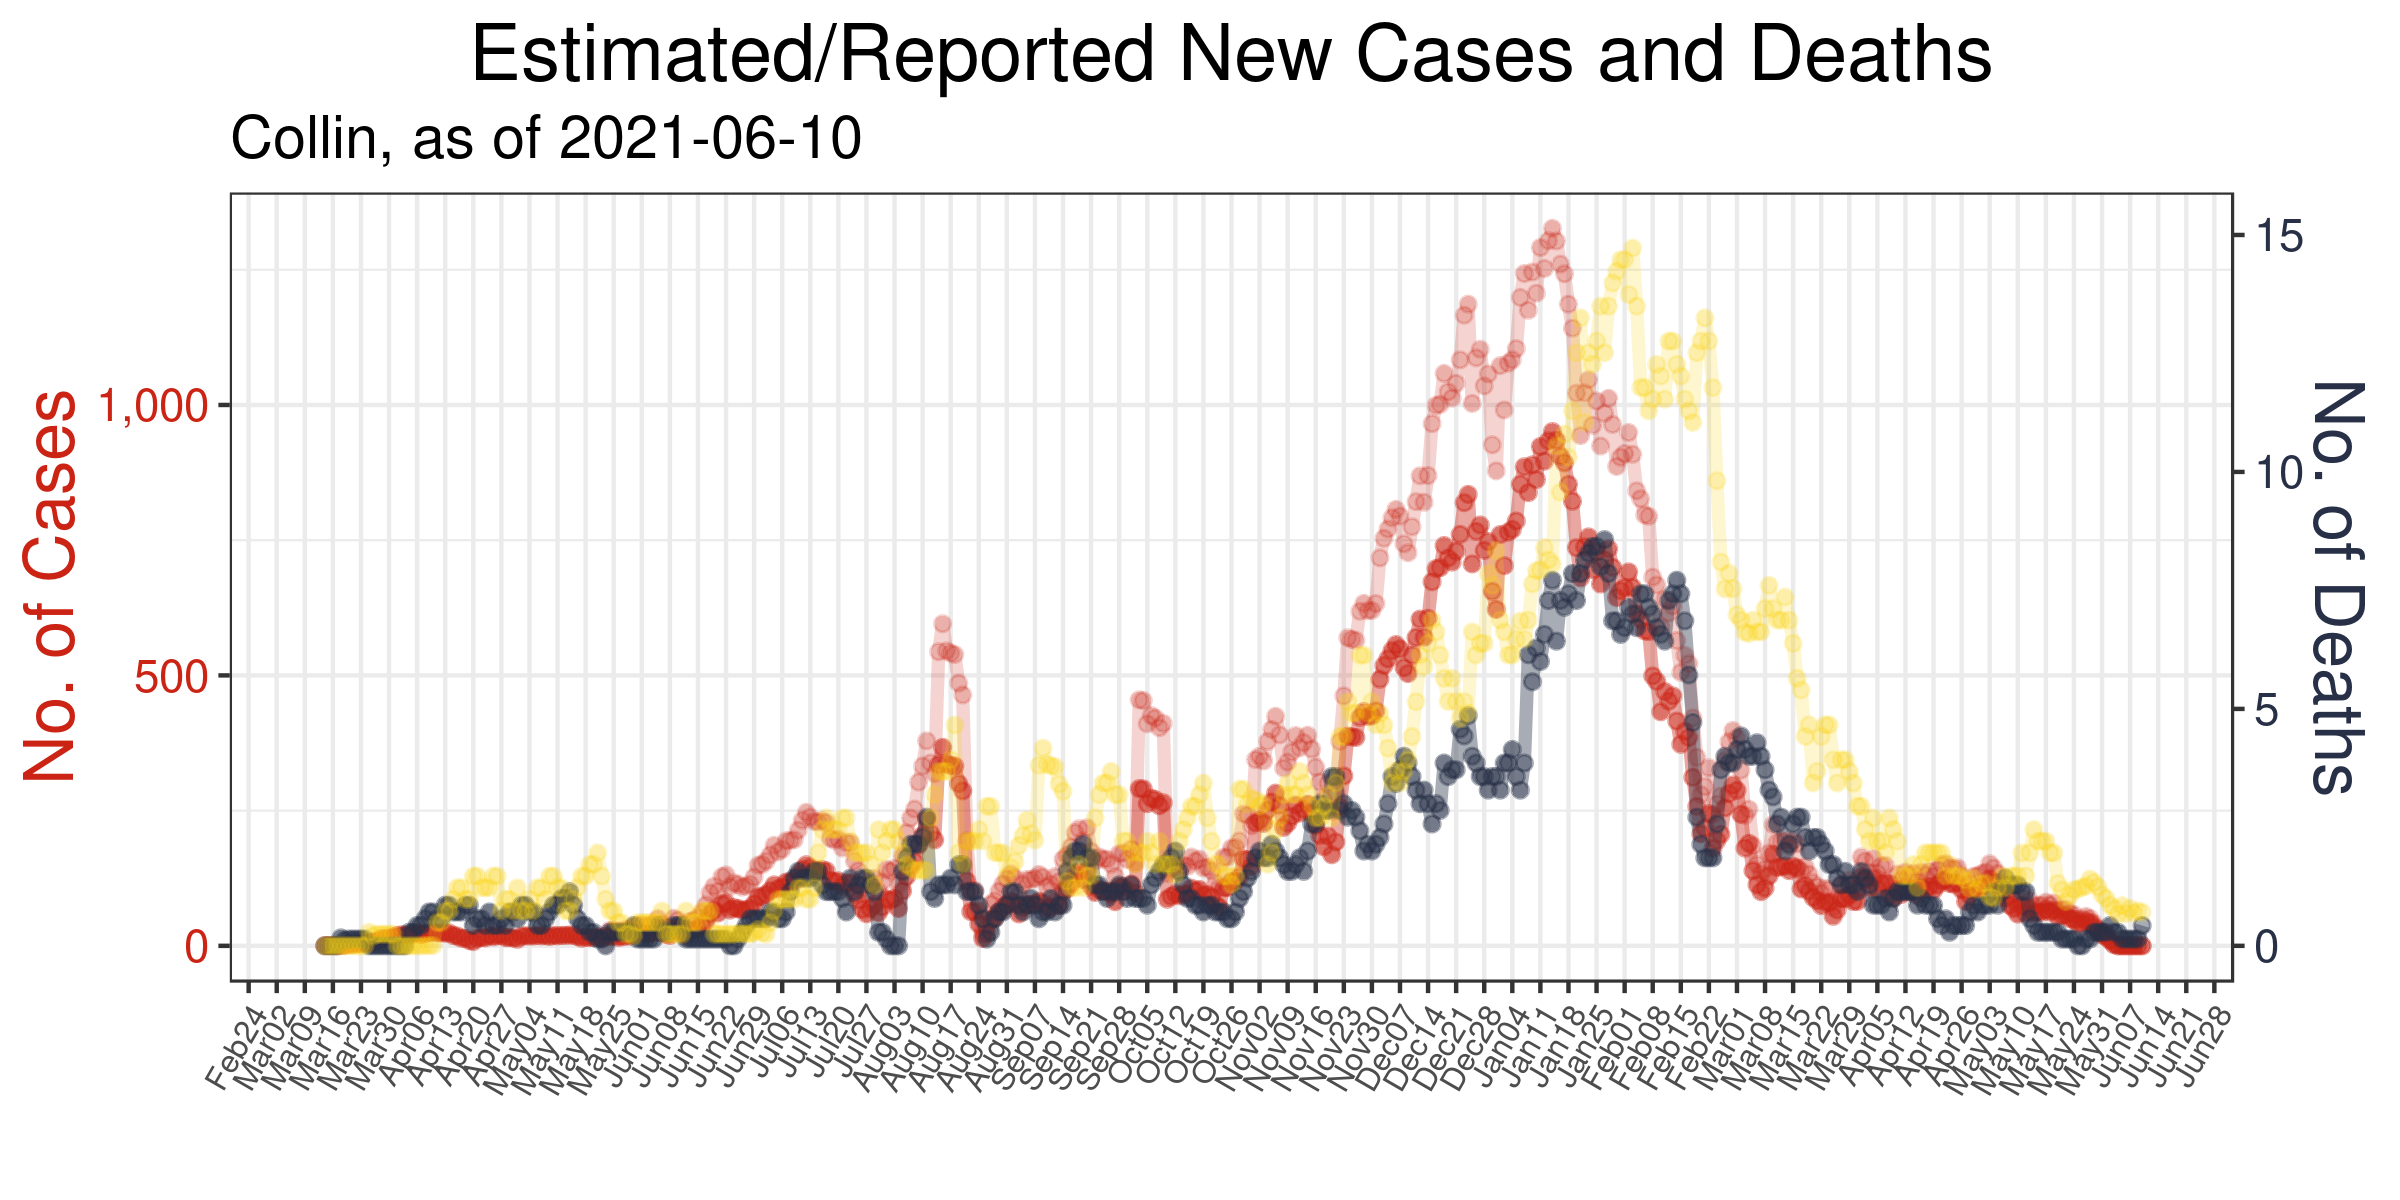 Estimated/Reported New Cases and Deaths
Collin, as of 2021-06-10
No. of Cases
1,000
500
0
15
10
5
0
No. of Deaths
Feb24
Mar02
Mar09
Mar16
Mar23
Mar30
Apr06
Apr13
Apr20
Apr27
May04
May11
May18
May25
Jun01
Jun08
Jun15
Jun22
Jun29
Jul06
Jul13
Jul20
Jul27
Aug03
Aug10
Aug17
Aug24
Aug31
Sep07
Sep14
Sep21
Sep28
Oct05
Oct12
Oct19
Oct26
Nov02
Nov09
Nov16
Nov23
Nov30
Dec07
Dec14
Dec21
Dec28
Jan04
Jan11
Jan18
Jan25
Feb01
Feb08
Feb15
Feb22
Mar01
Mar08
Mar15
Mar22
Mar29
Apr05
Apr12
Apr19
Apr26
May03
May10
May17
May24
May31
Jun07
Jun14
Jun21
Jun28